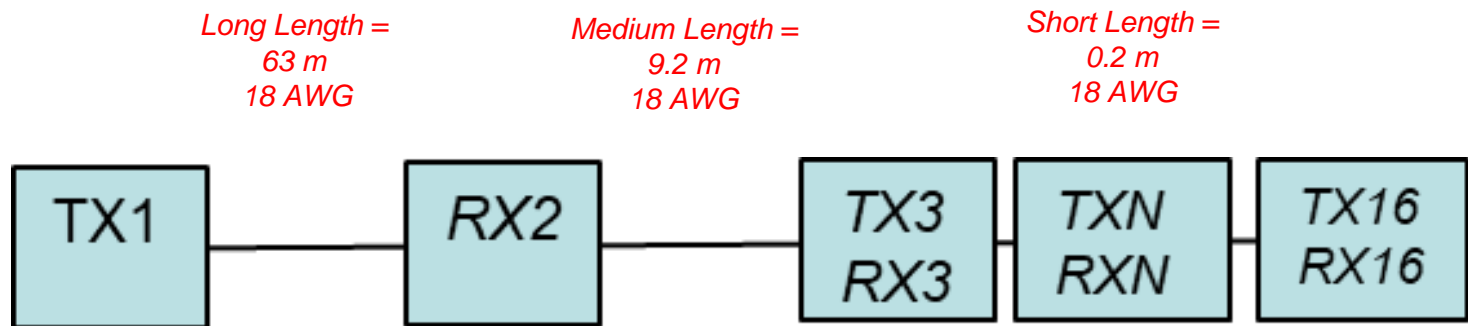 Long Length =
63 m
18 AWG
Medium Length =
9.2 m
18 AWG
Short Length =
0.2 m
18 AWG
TX1
RX2
TX3
RX3
TXN
RXN
TX16
RX16